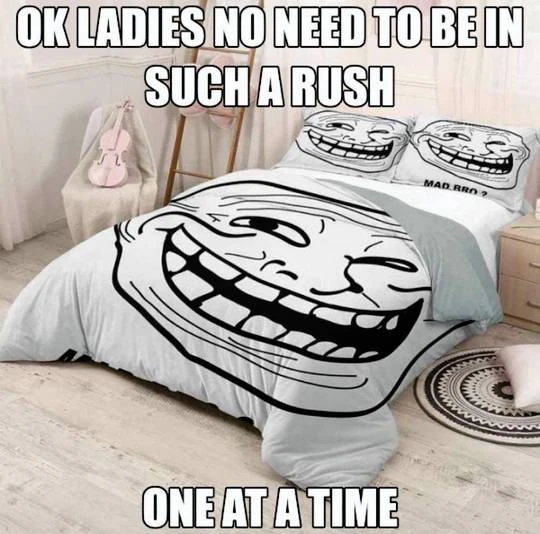 OK LADIES NO NEED TO BE IN
SUCH A RUSH
MAD BRO ?
ONE AT A TIME